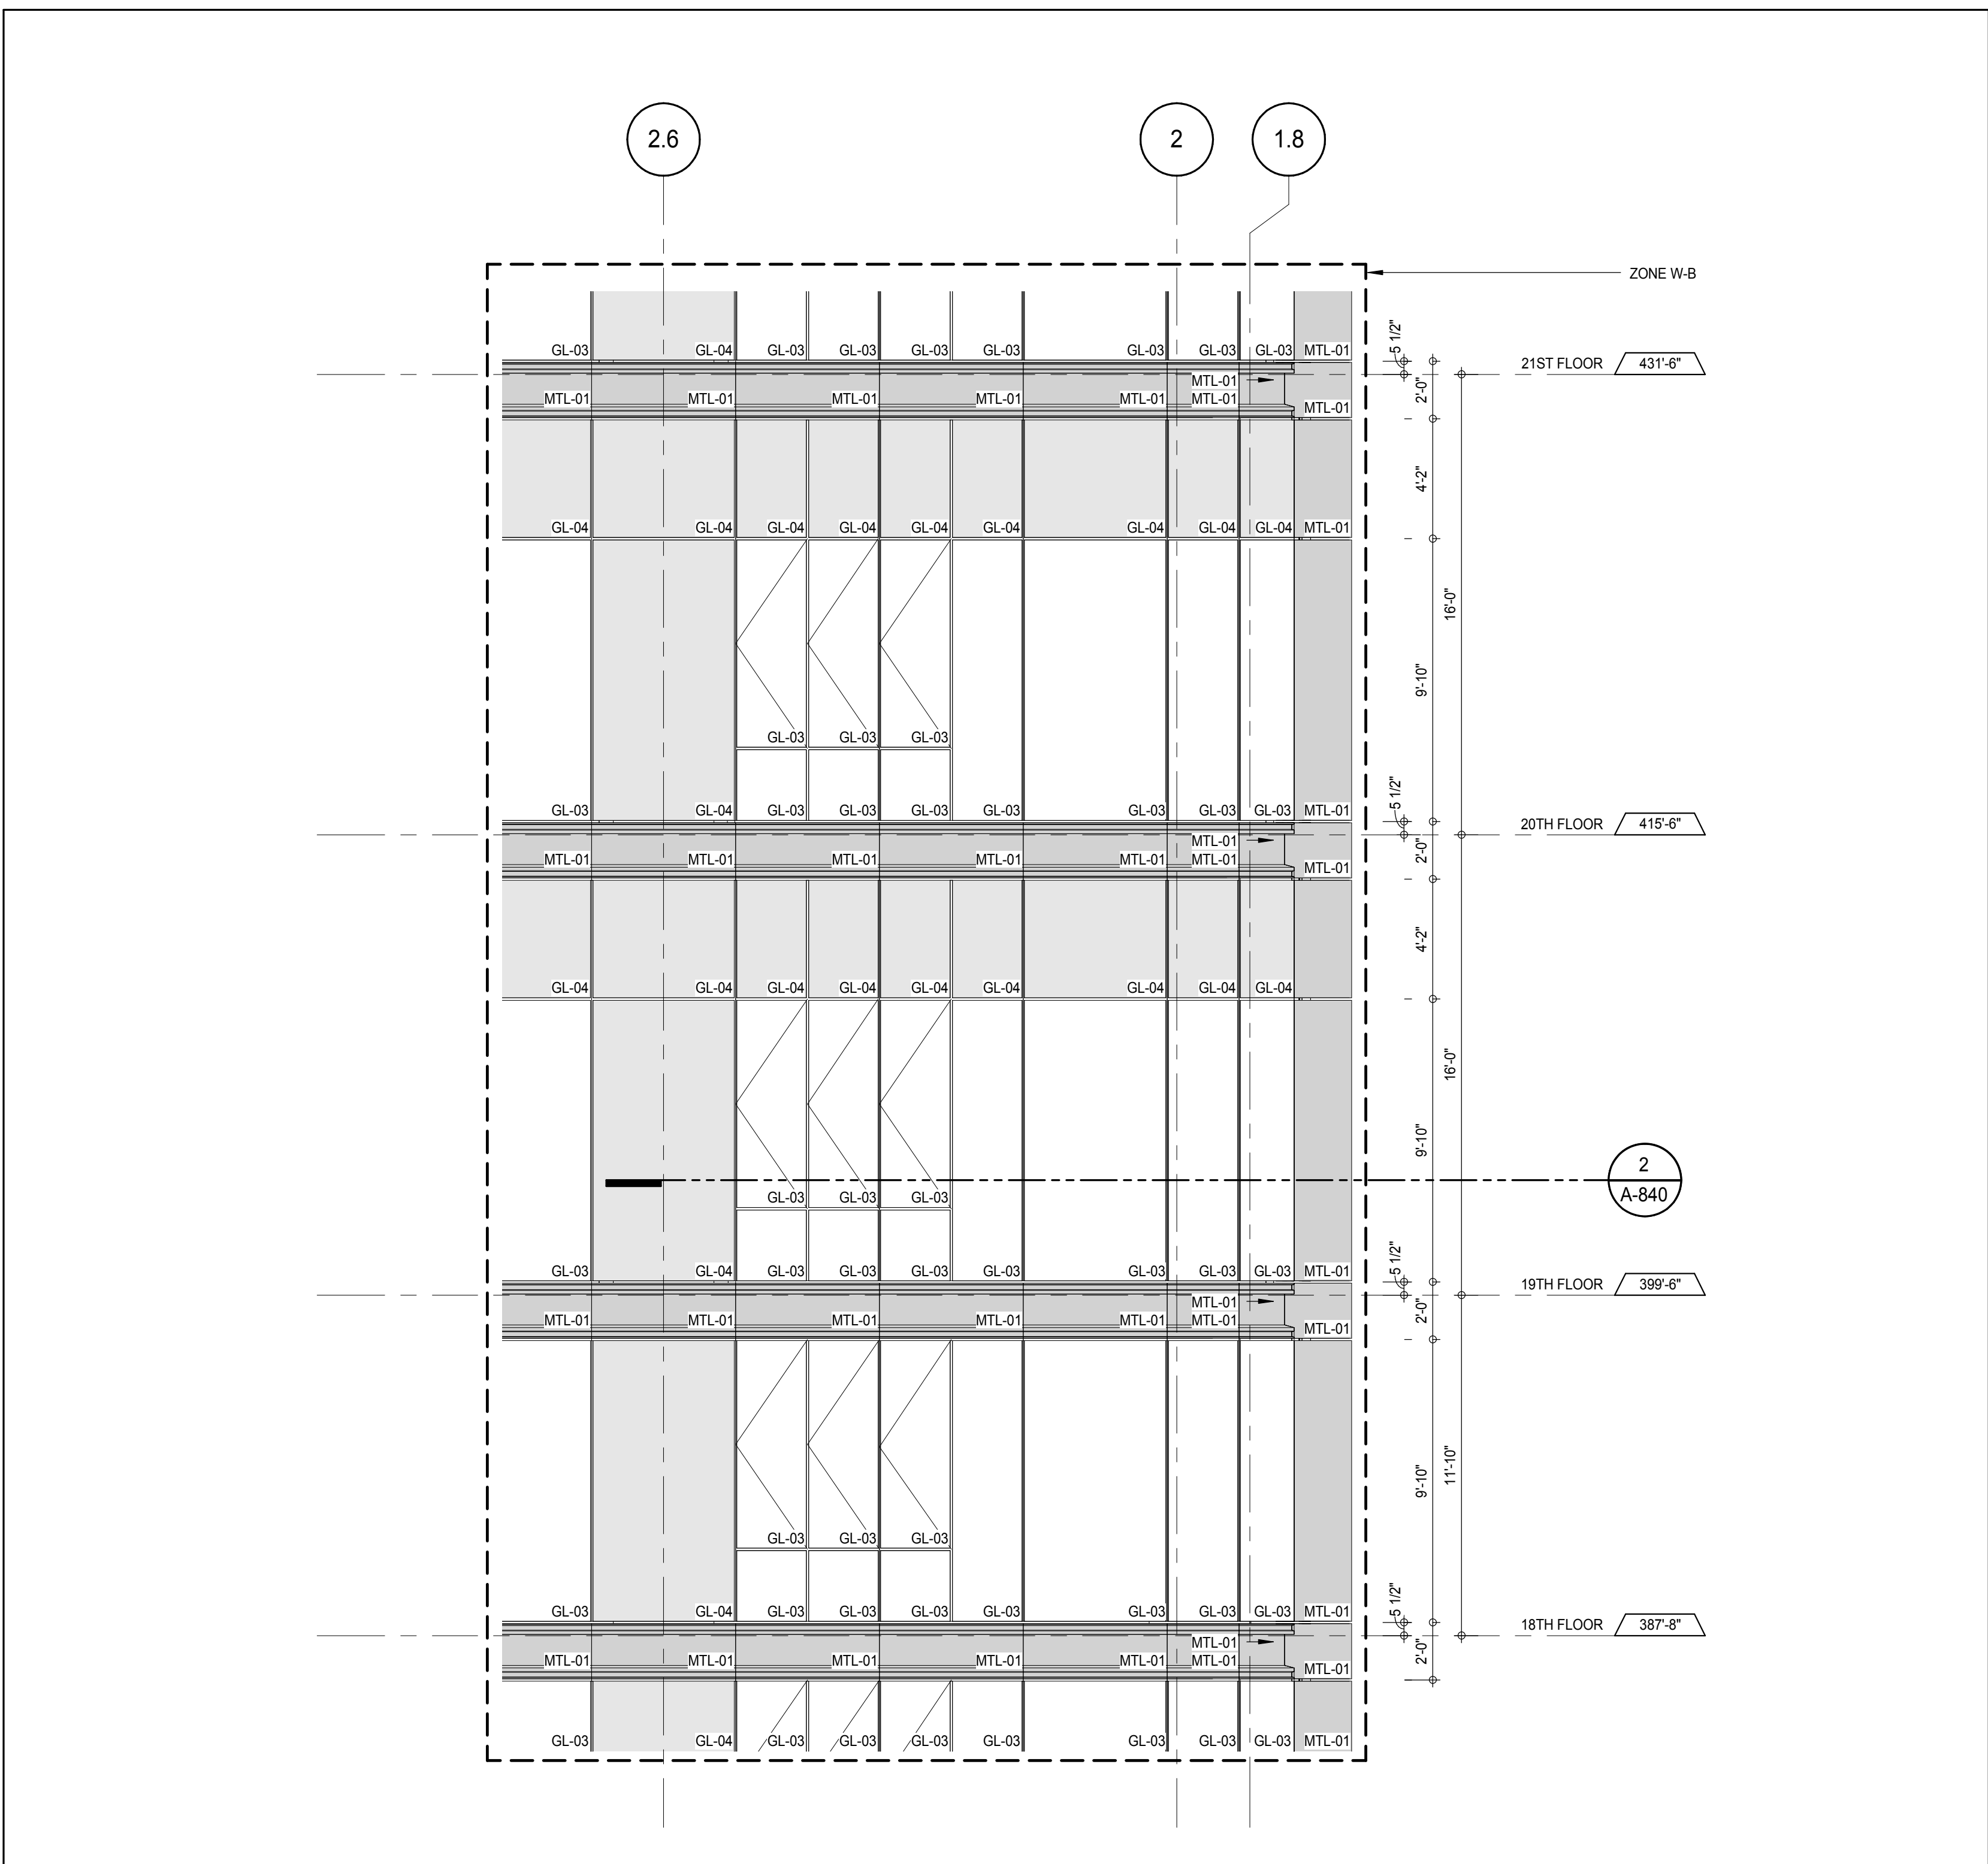 2.6 2 1.8
ZONE W-B
GL-03 GL-04 GL-03 GL-03 GL-03 GL-03 GL-03 GL-03 GL-03 MTL-01
5 1/2"
21ST FLOOR 431'-6"
MTL-01
2'-0"
MTL-01 MTL-01 MTL-01 MTL-01 MTL-01 MTL-01 MTL-01
4'-2"
GL-04 GL-04 GL-04 GL-04 GL-04 GL-04 GL-04 GL-04 GL-04 MTL-01
16'-0"
9'-10"
GL-03 GL-03 GL-03
GL-03 GL-04 GL-03 GL-03 GL-03 GL-03 GL-03 GL-03 GL-03 MTL-01
5 1/2"
20TH FLOOR 415'-6"
MTL-01
2'-0"
MTL-01 MTL-01 MTL-01 MTL-01 MTL-01 MTL-01 MTL-01
4'-2"
GL-04 GL-04 GL-04 GL-04 GL-04 GL-04 GL-04 GL-04 GL-04
16'-0"
9'-10"
2
A-840
GL-03 GL-03 GL-03
GL-03 GL-04 GL-03 GL-03 GL-03 GL-03 GL-03 GL-03 GL-03 MTL-01
5 1/2"
19TH FLOOR 399'-6"
MTL-01
2'-0"
MTL-01 MTL-01 MTL-01 MTL-01 MTL-01 MTL-01 MTL-01
11'-10"
9'-10"
GL-03 GL-03 GL-03
GL-03 GL-04 GL-03 GL-03 GL-03 GL-03 GL-03 GL-03 GL-03 MTL-01
5 1/2"
18TH FLOOR 387'-8"
MTL-01
2'-0"
MTL-01 MTL-01 MTL-01 MTL-01 MTL-01 MTL-01 MTL-01
GL-03 GL-04 GL-03 GL-03 GL-03 GL-03 GL-03 GL-03 GL-03 MTL-01